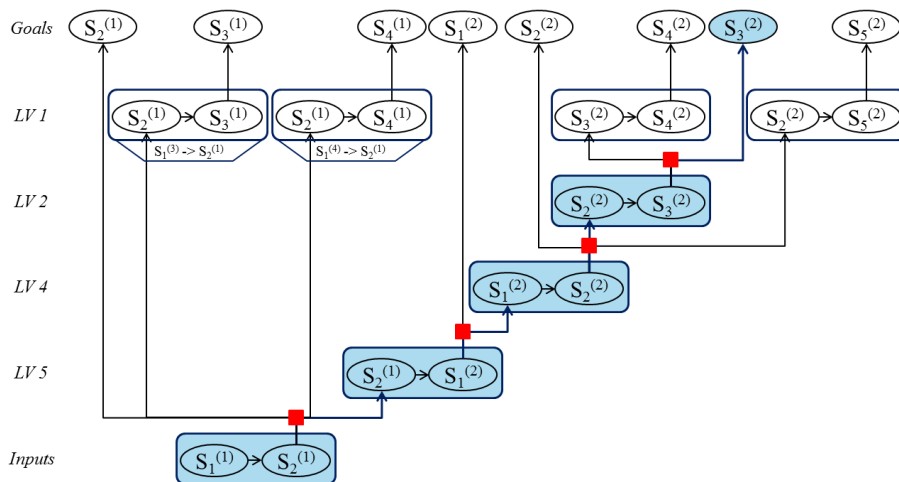 Goals S₂⁽¹⁾ S₃⁽¹⁾ S₄⁽¹⁾ S₁⁽²⁾ S₂⁽²⁾ S₄⁽²⁾ S₃⁽²⁾ S₅⁽²⁾
LV 1 S₂⁽¹⁾ S₃⁽¹⁾ S₂⁽¹⁾ S₄⁽¹⁾ S₃⁽²⁾ S₄⁽²⁾ S₂⁽²⁾ S₅⁽²⁾
S₁⁽³⁾ -> S₂⁽¹⁾ S₁⁽⁴⁾ -> S₂⁽¹⁾
LV 2 S₂⁽²⁾ S₃⁽²⁾
LV 4 S₁⁽²⁾ S₂⁽²⁾
LV 5 S₂⁽¹⁾ S₁⁽²⁾
Inputs S₁⁽¹⁾ S₂⁽¹⁾